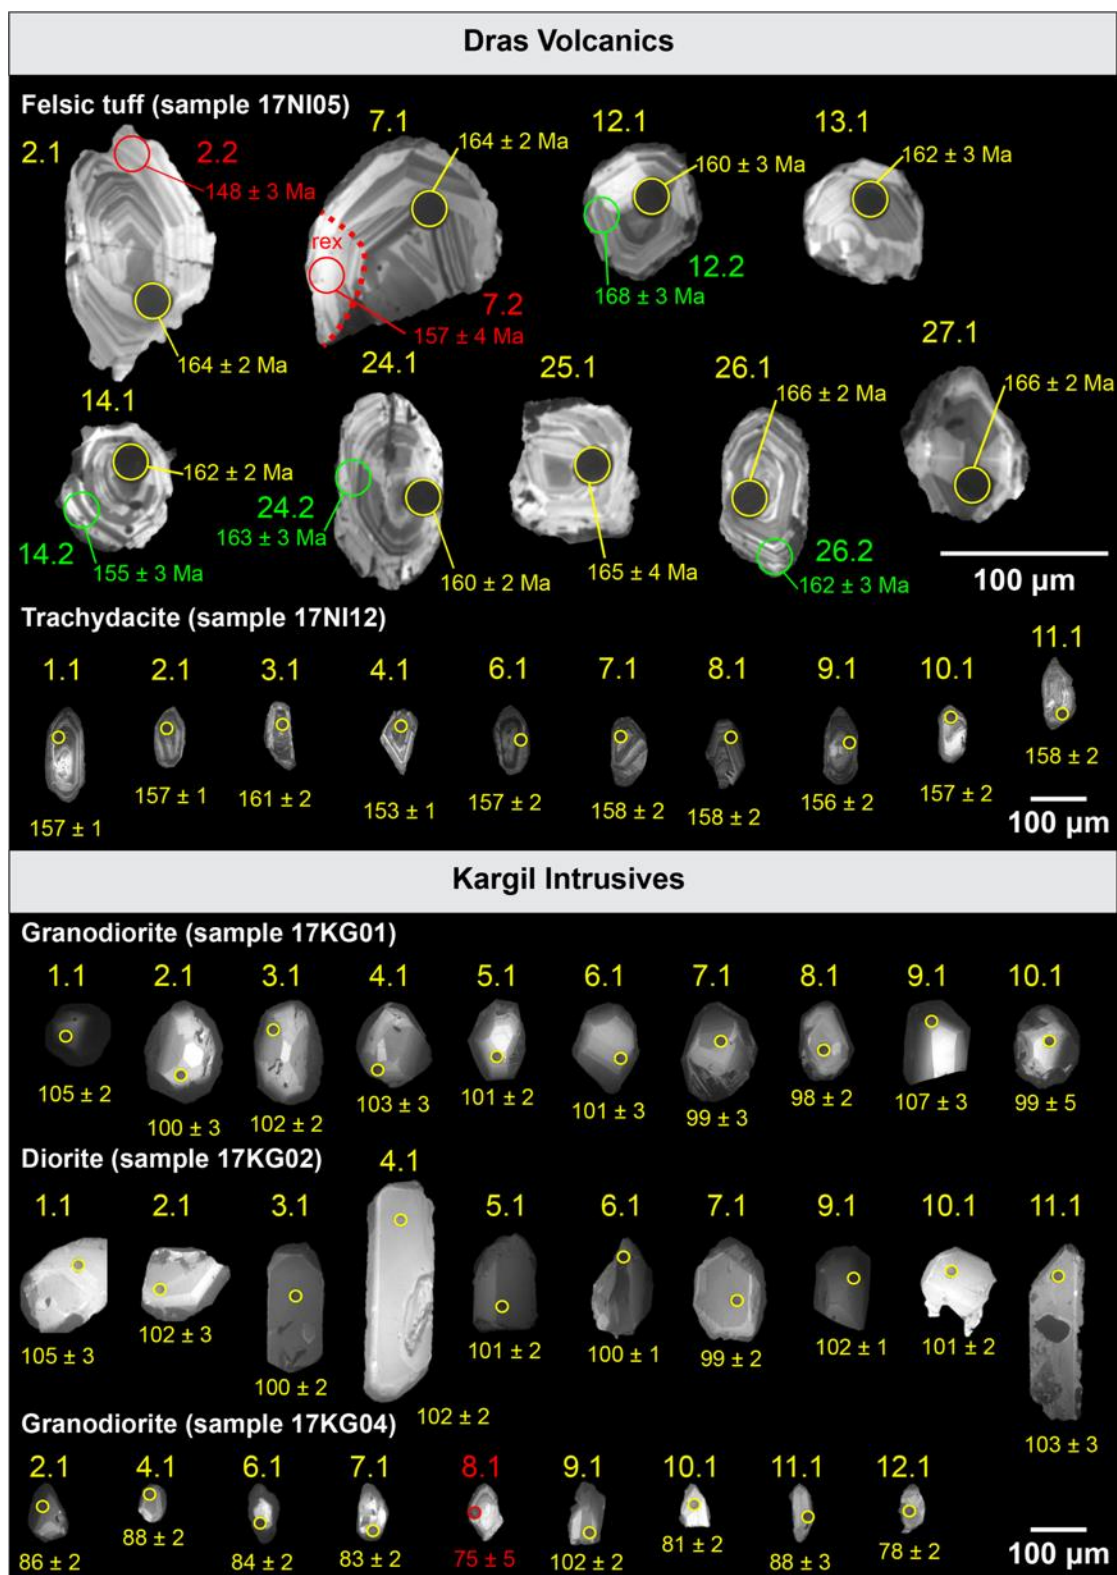 Dras Volcanics
Felsic tuff (sample 17NI05)
2.1 2.2 7.1 12.1 13.1
148 ± 3 Ma 164 ± 2 Ma 160 ± 3 Ma 162 ± 3 Ma
rex
12.2
168 ± 3 Ma
7.2
157 ± 4 Ma
164 ± 2 Ma
14.1 24.1 25.1 26.1 27.1
166 ± 2 Ma 166 ± 2 Ma
162 ± 2 Ma
24.2
163 ± 3 Ma
14.2
155 ± 3 Ma
160 ± 2 Ma 165 ± 4 Ma
26.2
162 ± 3 Ma
100 µm
Trachydacite (sample 17NI12)
1.1 2.1 3.1 4.1 6.1 7.1 8.1 9.1 10.1 11.1
157 ± 1 157 ± 1 161 ± 2 153 ± 1 157 ± 2 158 ± 2 158 ± 2 156 ± 2 157 ± 2 158 ± 2
100 µm
Kargil Intrusives
Granodiorite (sample 17KG01)
1.1 2.1 3.1 4.1 5.1 6.1 7.1 8.1 9.1 10.1
105 ± 2 100 ± 3 102 ± 2 103 ± 3 101 ± 2 101 ± 3 99 ± 3 98 ± 2 107 ± 3 99 ± 5
Diorite (sample 17KG02)
1.1 2.1 3.1 4.1 5.1 6.1 7.1 9.1 10.1 11.1
105 ± 3 102 ± 3 100 ± 2 102 ± 2 101 ± 2 100 ± 1 99 ± 2 102 ± 1 101 ± 2 103 ± 3
Granodiorite (sample 17KG04)
2.1 4.1 6.1 7.1 8.1 9.1 10.1 11.1 12.1
86 ± 2 88 ± 2 84 ± 2 83 ± 2 75 ± 5 102 ± 2 81 ± 2 88 ± 3 78 ± 2
100 µm